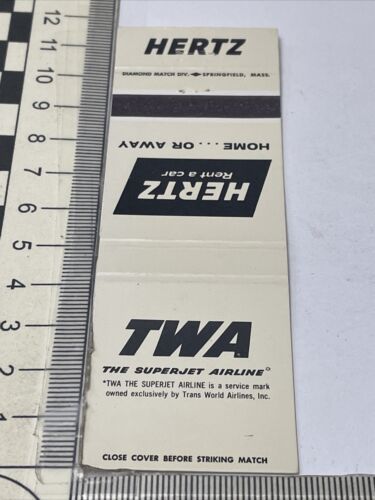 HERTZ
DIAMOND MATCH DIV. SPRINGFIELD, MASS.
HOME... OR AWAY
HERTZ
Rent a car
TWA
THE SUPERJET AIRLINE°
*TWA THE SUPERJET AIRLINE is a service mark
owned exclusively by Trans World Airlines, Inc.
CLOSE COVER BEFORE STRIKING MATCH
12
11
10
9
8
7
6
5
4
3
2
1